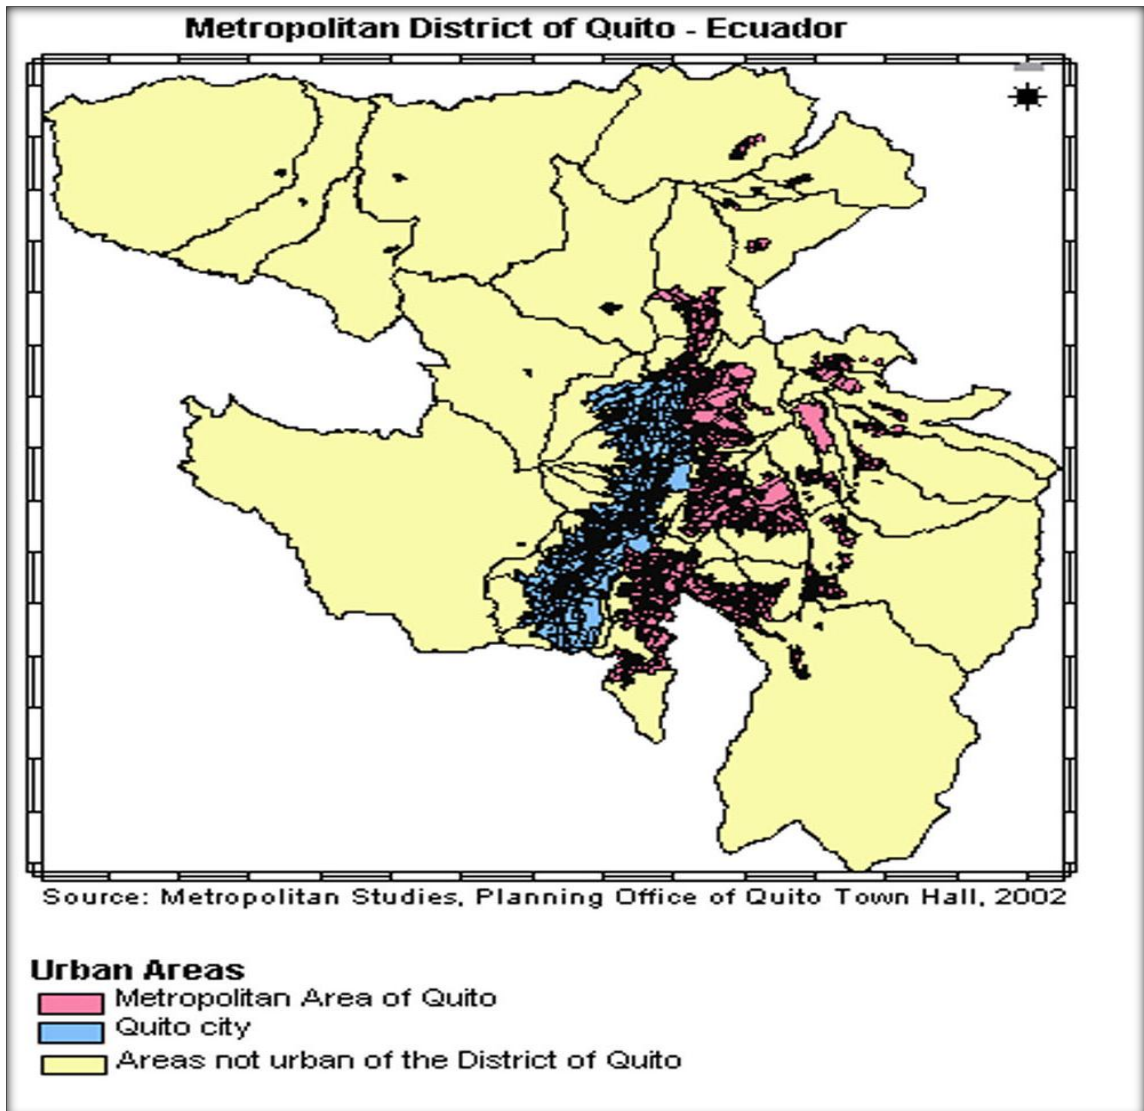 Metropolitan District of Quito - Ecuador
Source: Metropolitan Studies, Planning Office of Quito Town Hall, 2002
Urban Areas
Metropolitan Area of Quito
Quito city
Areas not urban of the District of Quito